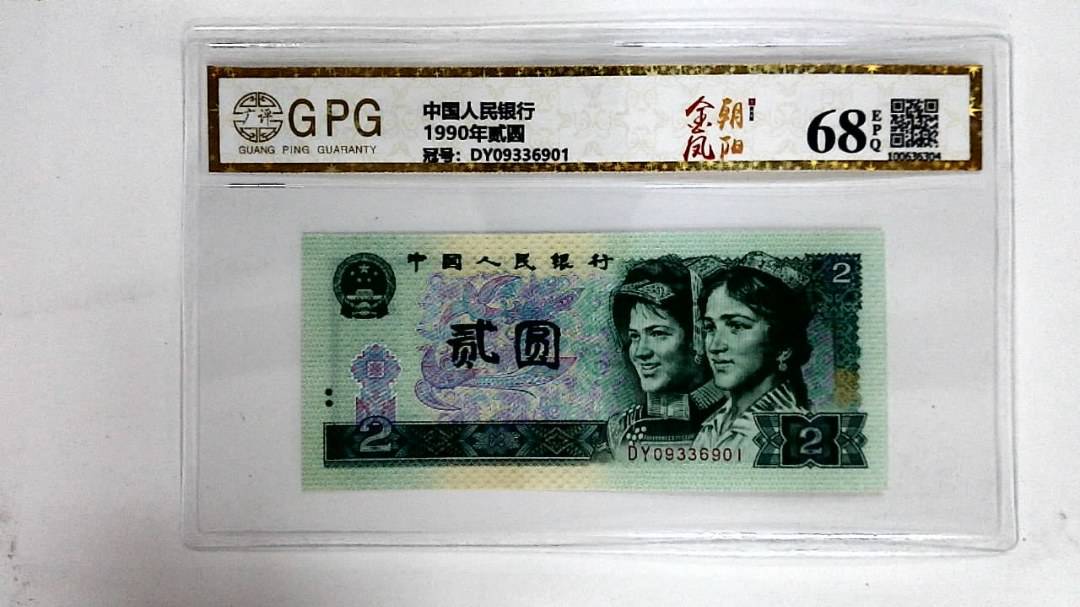 GPG
GUANG PING GUARANTY
中国人民银行
1990年贰圆
冠号：DY09336901
金凤
朝阳
68
EPQ
100636304
中国人民银行
2
贰圆
2
DY09336901
2